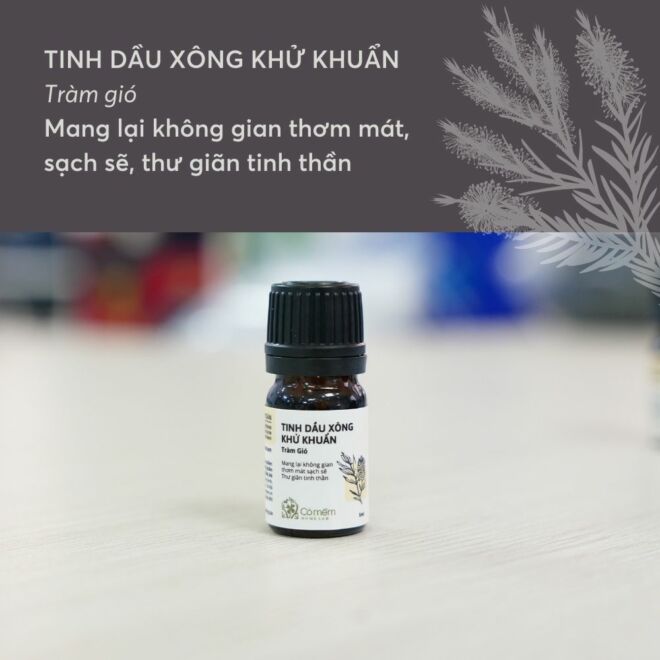 TINH DẦU XÔNG KHỬ KHUẨN
Tràm gió
Mang lại không gian thơm mát,
sạch sẽ, thư giãn tinh thần
TINH DẦU XÔNG
KHỬ KHUẨN
Tràm Gió
Mang lại không gian
thơm mát sạch sẽ
Thư giãn tinh thần
Cỏ mềm
HOMELAB